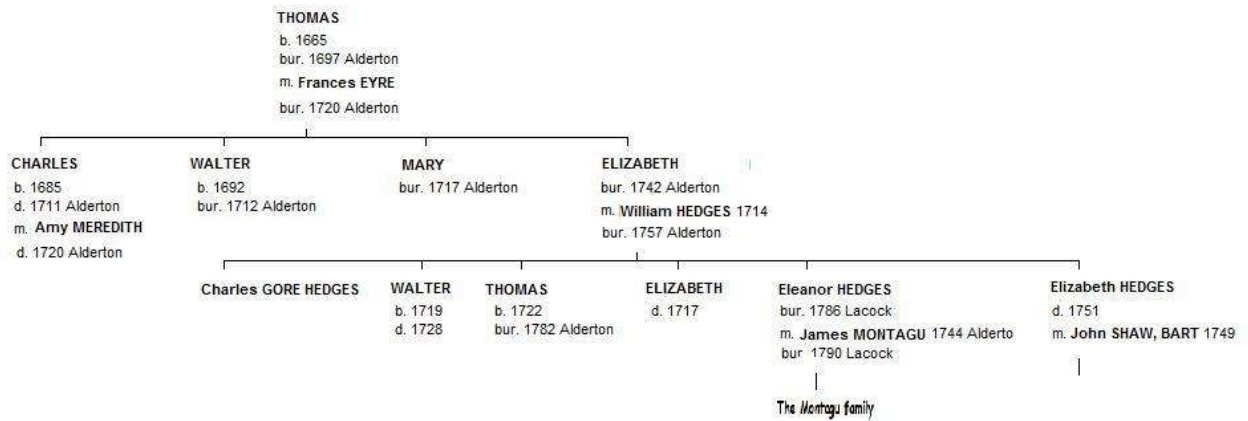 THOMAS
b. 1665
bur. 1697 Alderton
m. Frances EYRE
bur. 1720 Alderton
CHARLES
b. 1685
d. 1711 Alderton
m. Amy MEREDITH
d. 1720 Alderton
WALTER
b. 1692
bur. 1712 Alderton
MARY
bur. 1717 Alderton
ELIZABETH
bur. 1742 Alderton
m. William HEDGES 1714
bur. 1757 Alderton
Charles GORE HEDGES
WALTER
b. 1719
d. 1728
THOMAS
b. 1722
bur. 1782 Alderton
ELIZABETH
d. 1717
Eleanor HEDGES
bur. 1786 Lacock
m. James MONTAGU 1744 Alderto
bur 1790 Lacock
The Montagu family
Elizabeth HEDGES
d. 1751
m. John SHAW, BART 1749